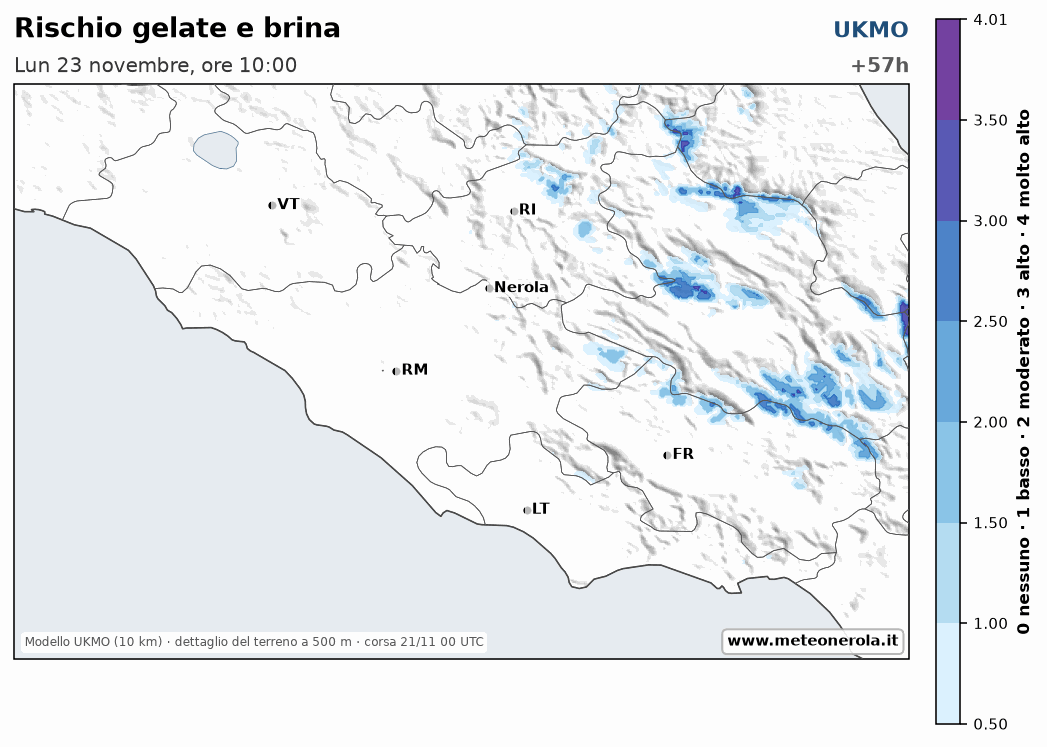 Rischio gelate e brina
UKMO
Lun 23 novembre, ore 10:00
+57h
VT
RI
Nerola
RM
FR
LT
Modello UKMO (10 km) · dettaglio del terreno a 500 m · corsa 21/11 00 UTC
www.meteonerola.it
4.01
3.50
3.00
2.50
2.00
1.50
1.00
0.50
0 nessuno · 1 basso · 2 moderato · 3 alto · 4 molto alto